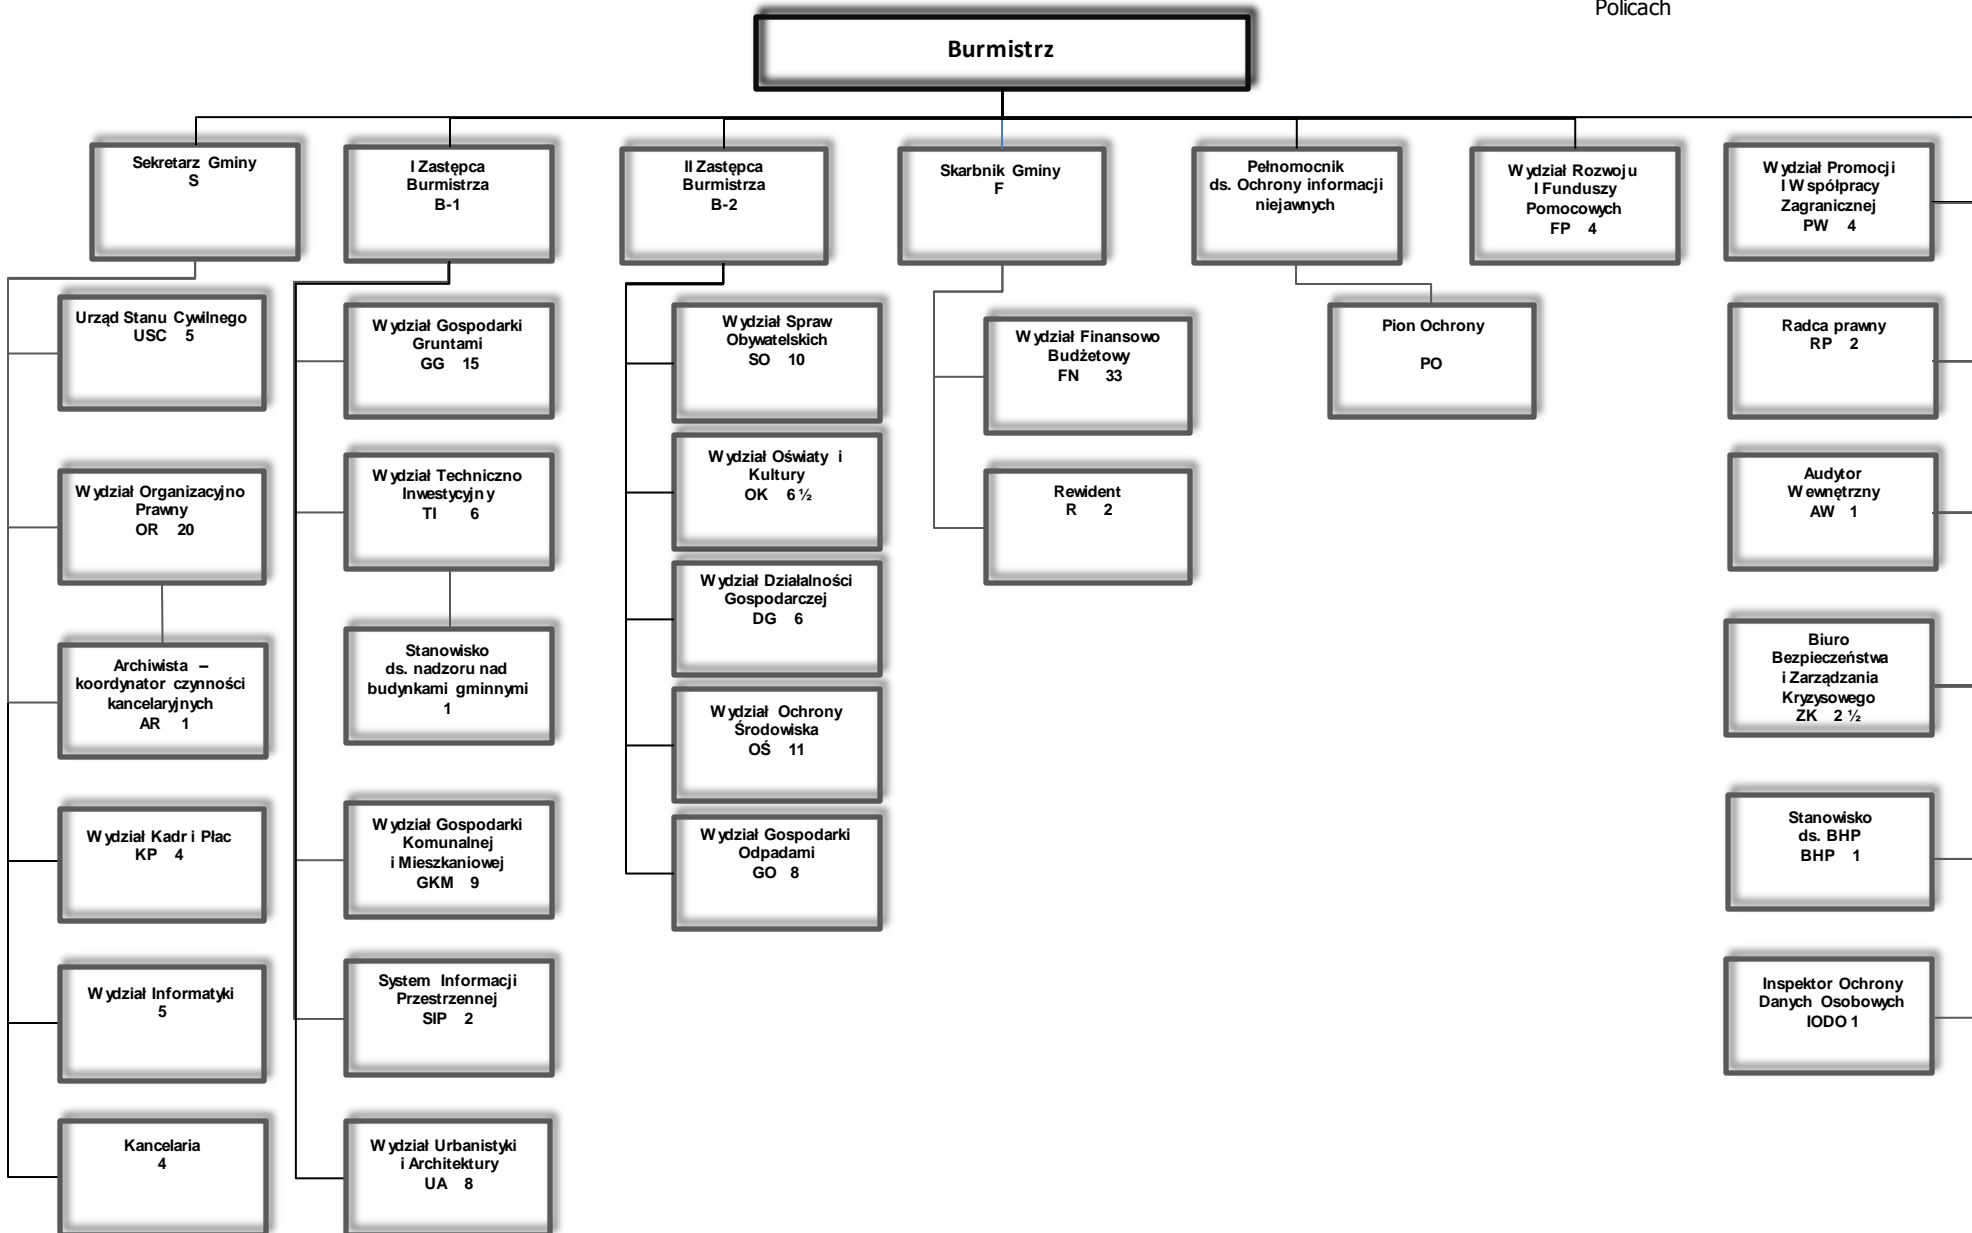 Policach
Burmistrz
Sekretarz Gminy
S
I Zastępca
Burmistrza
B-1
II Zastępca
Burmistrza
B-2
Skarbnik Gminy
F
Pełnomocnik
ds. Ochrony informacji
niejawnych
Wydział Rozwoju
I Funduszy
Pomocowych
FP 4
Wydział Promocji
I Współpracy
Zagranicznej
PW 4
Urząd Stanu Cywilnego
USC 5
Wydział Organizacyjno
Prawny
OR 20
Archiwista –
koordynator czynności
kancelaryjnych
AR 1
Wydział Kadr i Płac
KP 4
Wydział Informatyki
5
Kancelaria
4
Wydział Gospodarki
Gruntami
GG 15
Wydział Techniczno
Inwestycyjny
TI 6
Stanowisko
ds. nadzoru nad
budynkami gminnymi
1
Wydział Gospodarki
Komunalnej
i Mieszkaniowej
GKM 9
System Informacji
Przestrzennej
SIP 2
Wydział Urbanistyki
i Architektury
UA 8
Wydział Spraw
Obywatelskich
SO 10
Wydział Oświaty i
Kultury
OK 6 ½
Wydział Działalności
Gospodarczej
DG 6
Wydział Ochrony
Środowiska
OŚ 11
Wydział Gospodarki
Odpadami
GO 8
Wydział Finansowo
Budżetowy
FN 33
Rewident
R 2
Pion Ochrony
PO
Radca prawny
RP 2
Audytor
Wewnętrzny
AW 1
Biuro
Bezpieczeństwa
i Zarządzania
Kryzysowego
ZK 2 ½
Stanowisko
ds. BHP
BHP 1
Inspektor Ochrony
Danych Osobowych
IODO 1